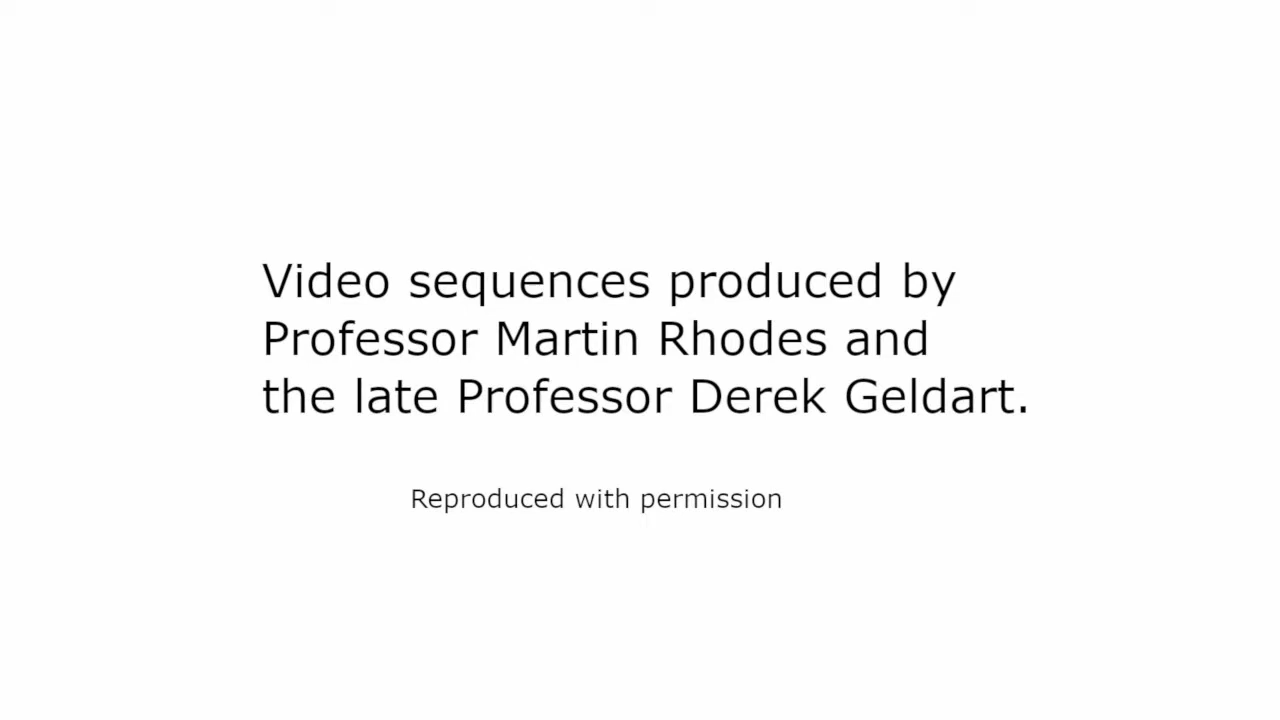 Video sequences produced by
Professor Martin Rhodes and
the late Professor Derek Geldart.
Reproduced with permission